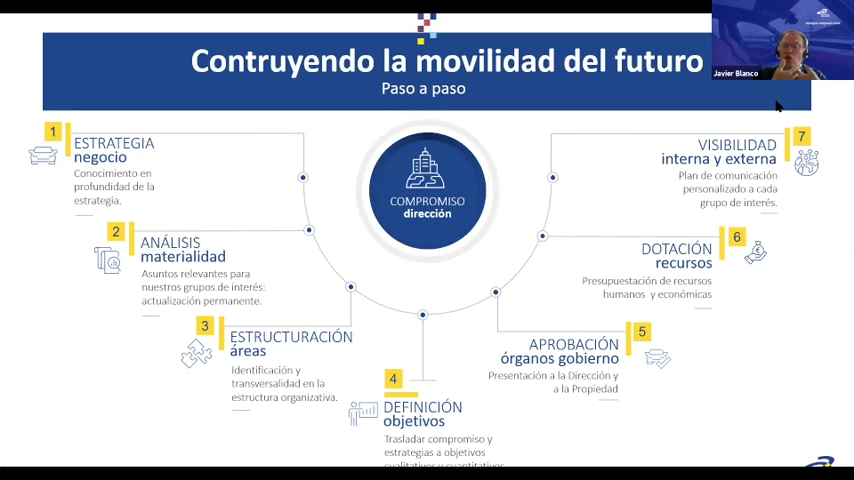 Contruyendo la movilidad del futuro
Paso a paso
Javier Blanco
COMPROMISO
dirección
1
ESTRATEGIA
negocio
Conocimiento en
profundidad de la
estrategia.
2
ANÁLISIS
materialidad
Asuntos relevantes para
nuestros grupos de interés:
actualización permanente.
3
ESTRUCTURACIÓN
áreas
Identificación y
transversalidad en la
estructura organizativa.
4
DEFINICIÓN
objetivos
Trasladar compromiso y
estrategias a objetivos
cualitativos y cuantitativos
5
APROBACIÓN
órganos gobierno
Presentación a la Dirección y
a la Propiedad
6
DOTACIÓN
recursos
Presupuestación de recursos
humanos y económicas
7
VISIBILIDAD
interna y externa
Plan de comunicación
personalizado a cada
grupo de interés.